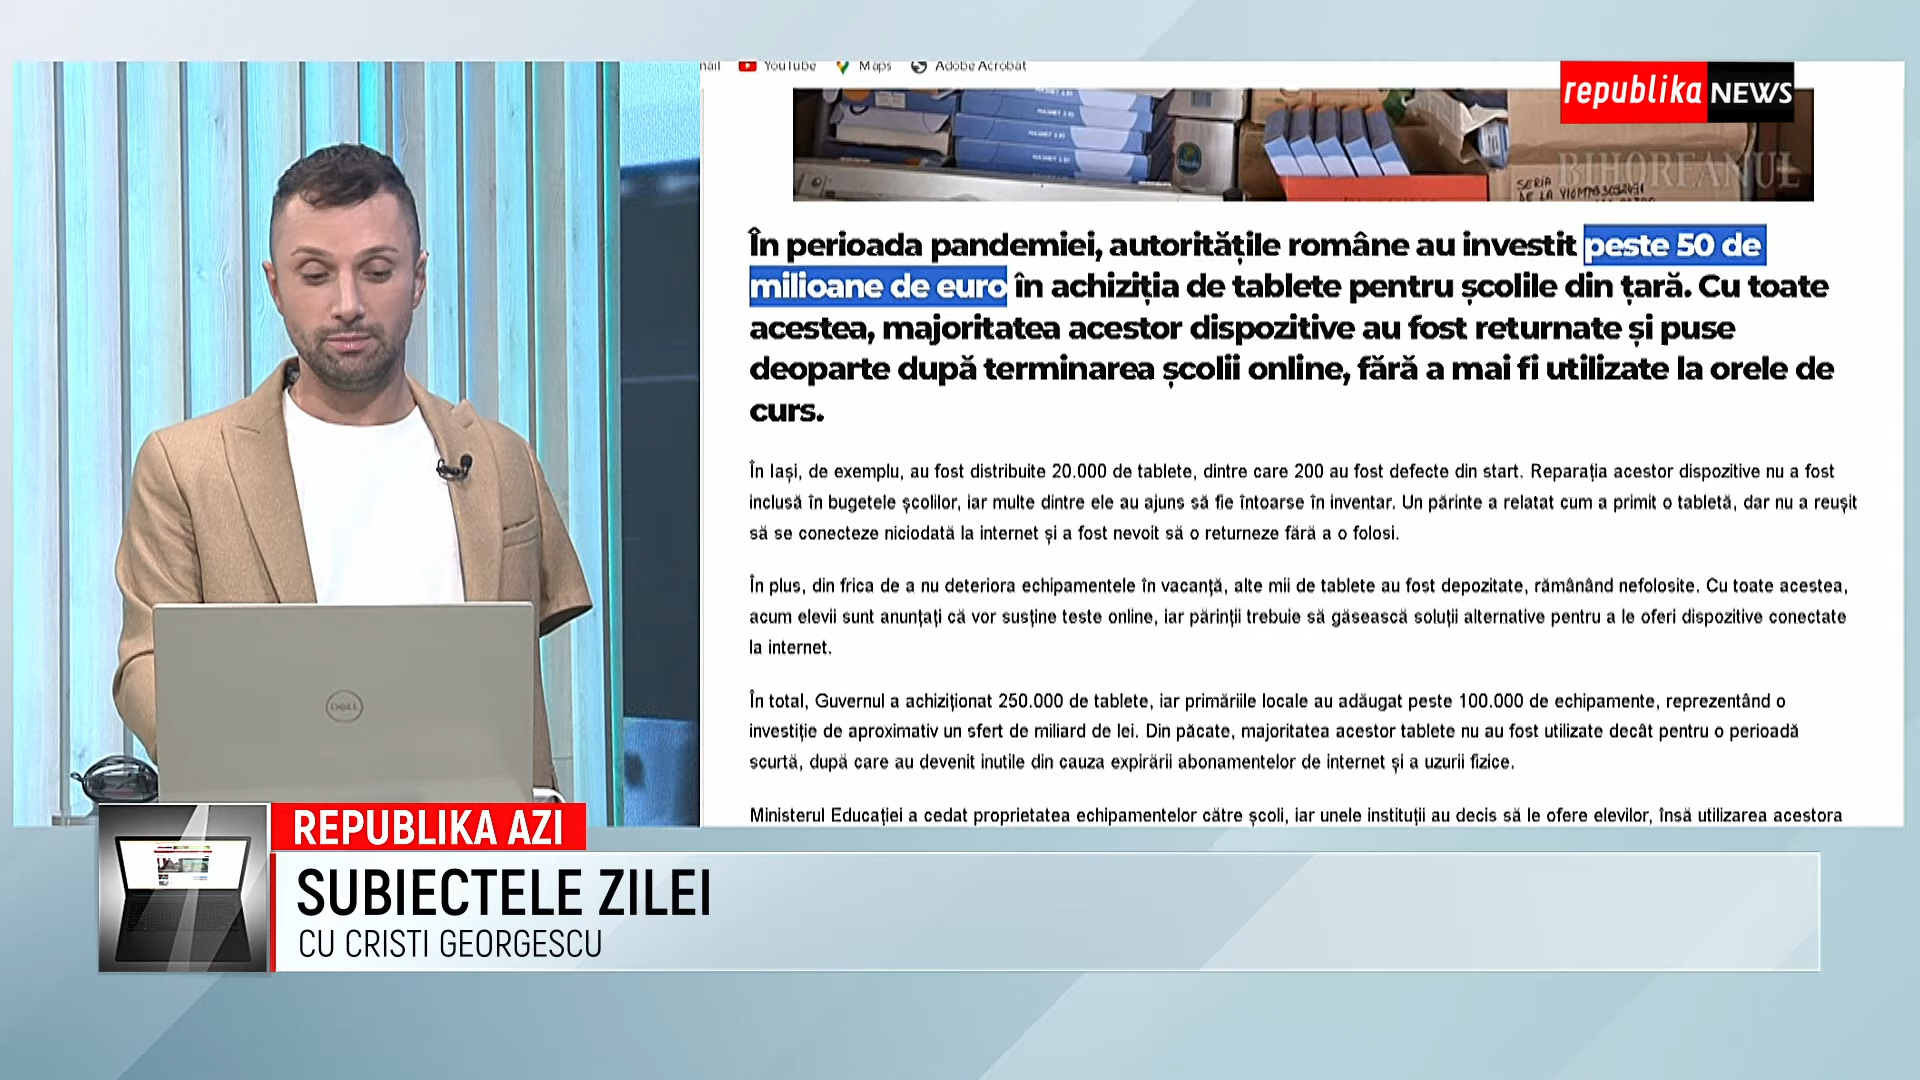 YouTube
Maps
Adobe Acrobat
republika NEWS
MAGNET 3 ID
MAGNET 3 ID
Chiquita
BIHOREANUL
SERIA
În perioada pandemiei, autoritățile române au investit peste 50 de
milioane de euro în achiziția de tablete pentru școlile din țară. Cu toate
acestea, majoritatea acestor dispozitive au fost returnate și puse
deoparte după terminarea școlii online, fără a mai fi utilizate la orele de
curs.
În Iași, de exemplu, au fost distribuite 20.000 de tablete, dintre care 200 au fost defecte din start. Reparația acestor dispozitive nu a fost
inclusă în bugetele școlilor, iar multe dintre ele au ajuns să fie întoarse în inventar. Un părinte a relatat cum a primit o tabletă, dar nu a reușit
să se conecteze niciodată la internet și a fost nevoit să o returneze fără a o folosi.
În plus, din frica de a nu deteriora echipamentele în vacanță, alte mii de tablete au fost depozitate, rămânând nefolosite. Cu toate acestea,
acum elevii sunt anunțați că vor susține teste online, iar părinții trebuie să găsească soluții alternative pentru a le oferi dispozitive conectate
la internet.
În total, Guvernul a achiziționat 250.000 de tablete, iar primăriile locale au adăugat peste 100.000 de echipamente, reprezentând o
investiție de aproximativ un sfert de miliard de lei. Din păcate, majoritatea acestor tablete nu au fost utilizate decât pentru o perioadă
scurtă, după care au devenit inutile din cauza expirării abonamentelor de internet și a uzurii fizice.
Ministerul Educației a cedat proprietatea echipamentelor către școli, iar unele instituții au decis să le ofere elevilor, însă utilizarea acestora
DELL
REPUBLIKA AZI
SUBIECTELE ZILEI
CU CRISTI GEORGESCU